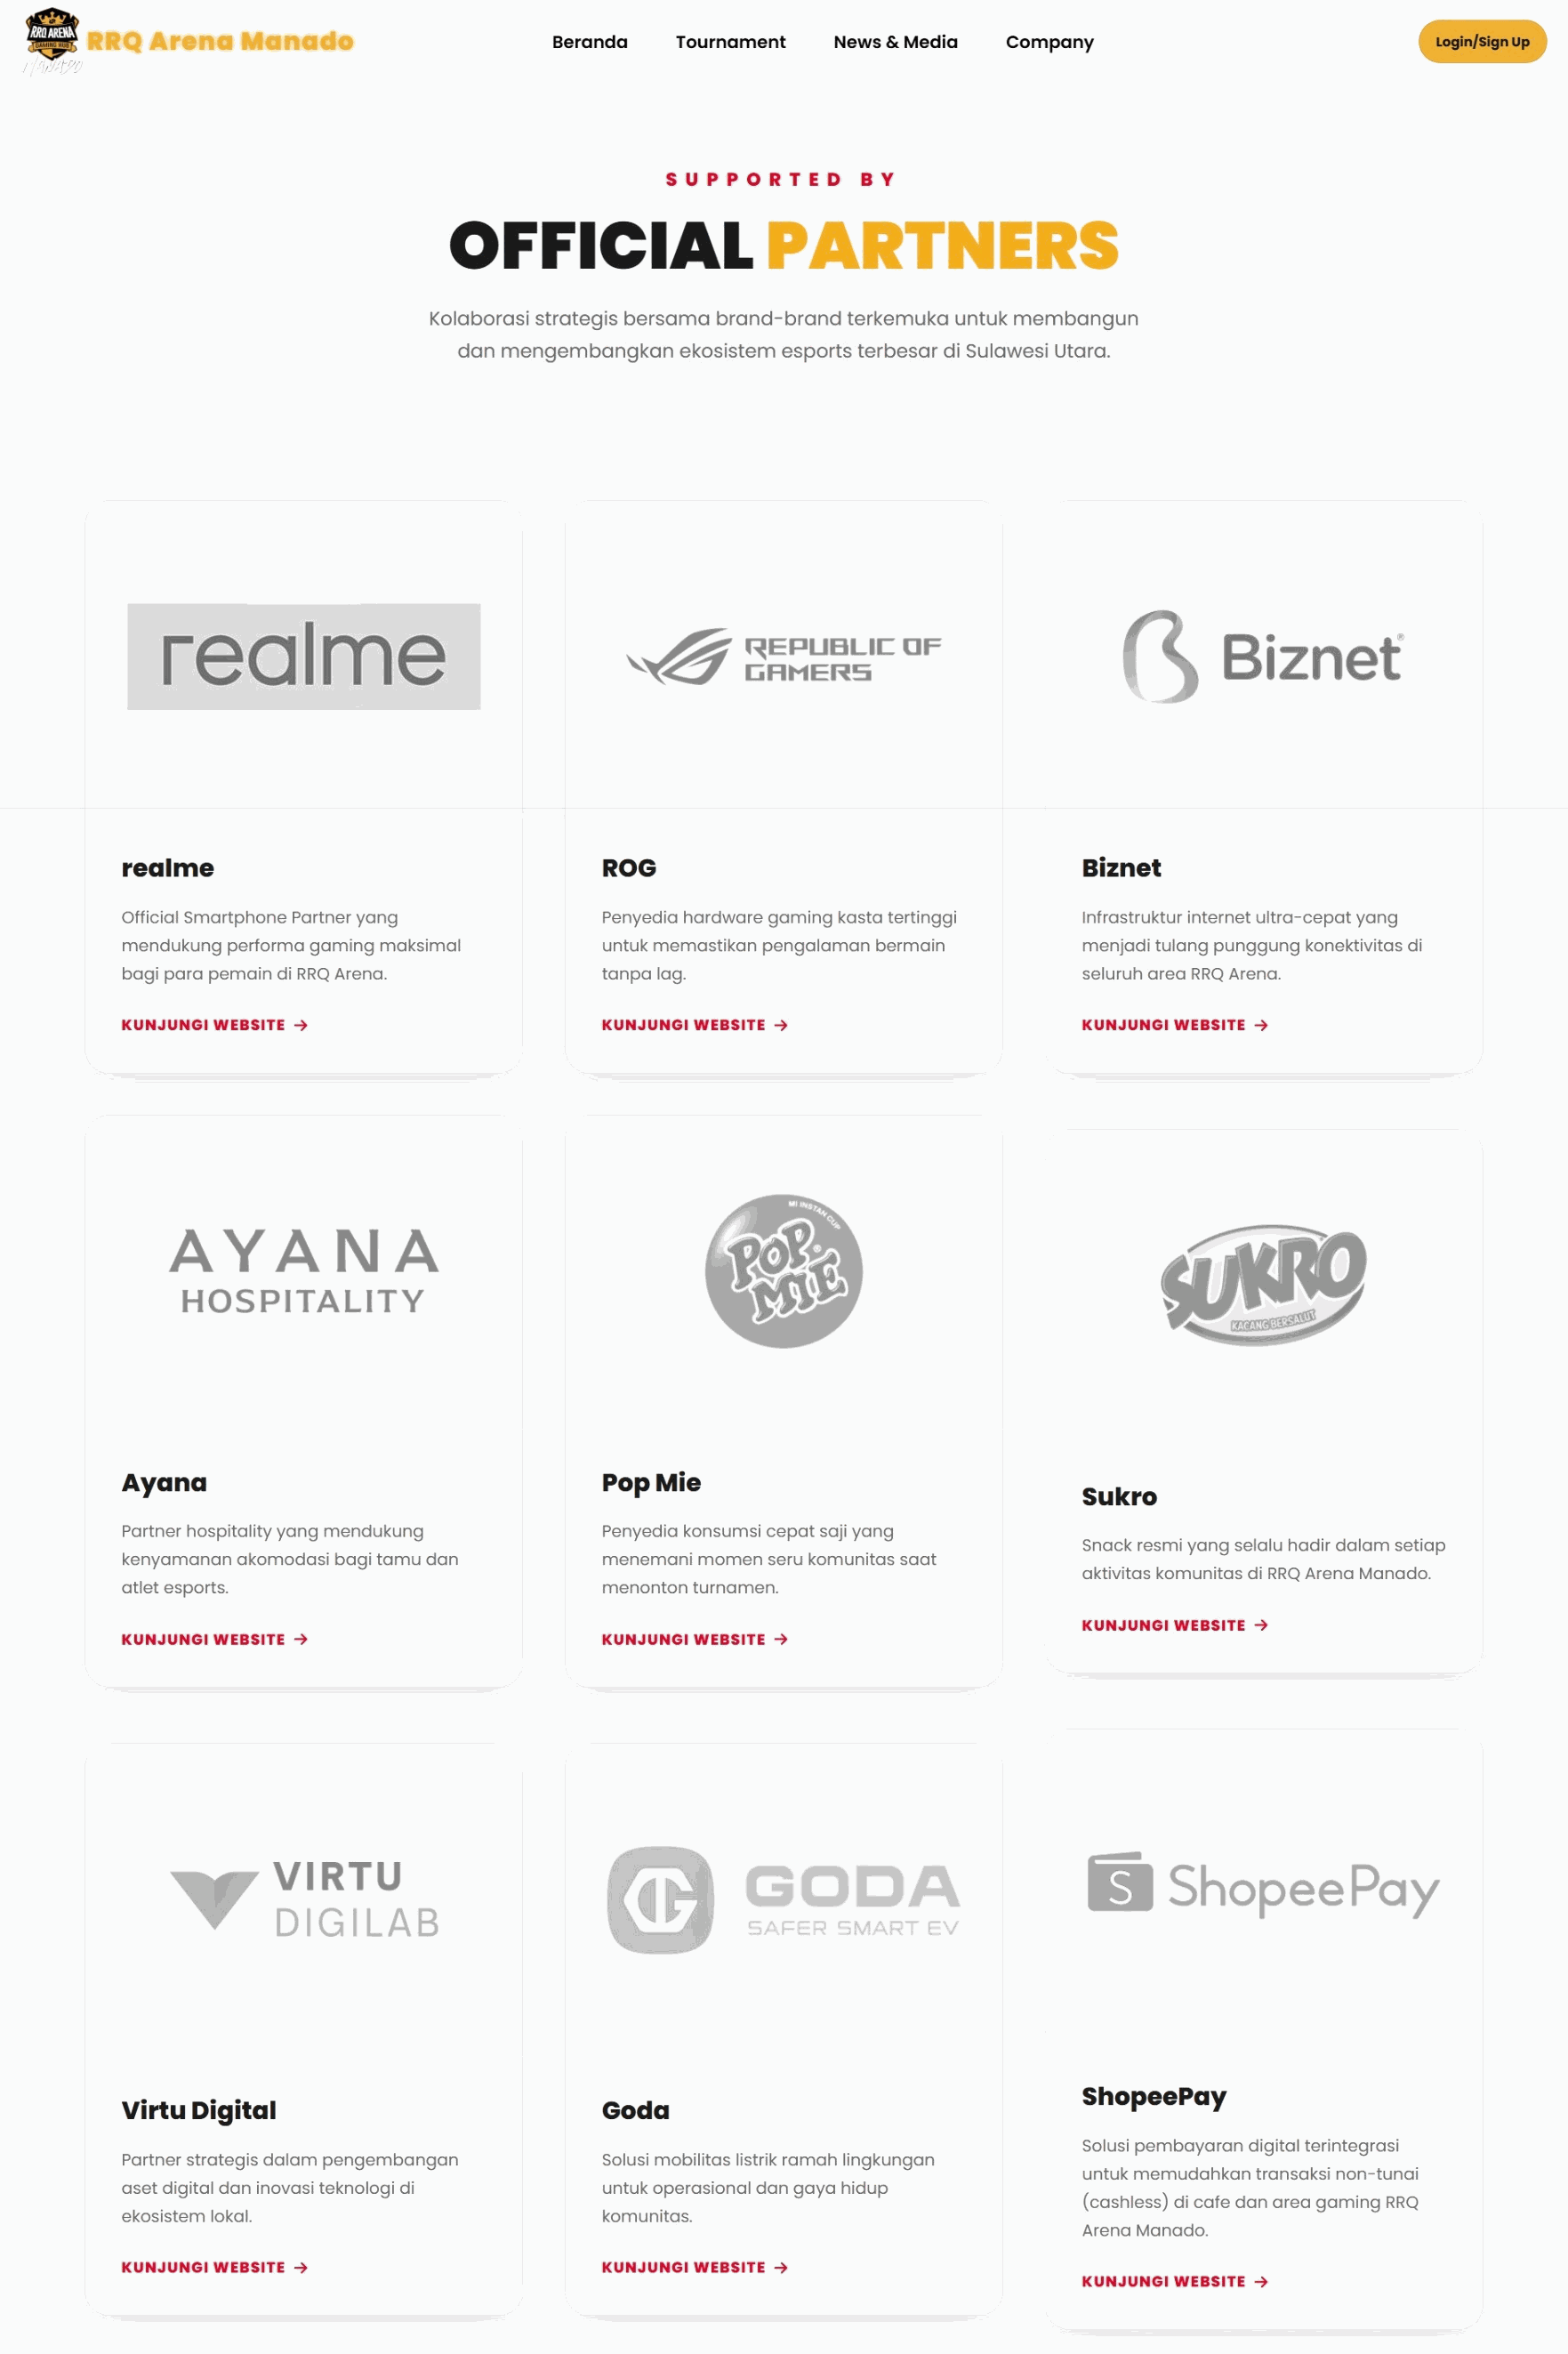 RRQ ARENA
GAMING HUB
MANADO
RRQ Arena Manado
Beranda
Tournament
News & Media
Company
Login/Sign Up
SUPPORTED BY
OFFICIAL PARTNERS
Kolaborasi strategis bersama brand-brand terkemuka untuk membangun
dan mengembangkan ekosistem esports terbesar di Sulawesi Utara.
realme
realme
Official Smartphone Partner yang
mendukung performa gaming maksimal
bagi para pemain di RRQ Arena.
KUNJUNGI WEBSITE →
REPUBLIC OF
GAMERS
ROG
Penyedia hardware gaming kasta tertinggi
untuk memastikan pengalaman bermain
tanpa lag.
KUNJUNGI WEBSITE →
Biznet®
Biznet
Infrastruktur internet ultra-cepat yang
menjadi tulang punggung konektivitas di
seluruh area RRQ Arena.
KUNJUNGI WEBSITE →
AYANA
HOSPITALITY
Ayana
Partner hospitality yang mendukung
kenyamanan akomodasi bagi tamu dan
atlet esports.
KUNJUNGI WEBSITE →
MI INSTAN CUP
POP®
MIE
Pop Mie
Penyedia konsumsi cepat saji yang
menemani momen seru komunitas saat
menonton turnamen.
KUNJUNGI WEBSITE →
SUKRO
KACANG BERSALUT
Sukro
Snack resmi yang selalu hadir dalam setiap
aktivitas komunitas di RRQ Arena Manado.
KUNJUNGI WEBSITE →
VIRTU
DIGILAB
Virtu Digital
Partner strategis dalam pengembangan
aset digital dan inovasi teknologi di
ekosistem lokal.
KUNJUNGI WEBSITE →
GODA
SAFER SMART EV
Goda
Solusi mobilitas listrik ramah lingkungan
untuk operasional dan gaya hidup
komunitas.
KUNJUNGI WEBSITE →
S ShopeePay
ShopeePay
Solusi pembayaran digital terintegrasi
untuk memudahkan transaksi non-tunai
(cashless) di cafe dan area gaming RRQ
Arena Manado.
KUNJUNGI WEBSITE →